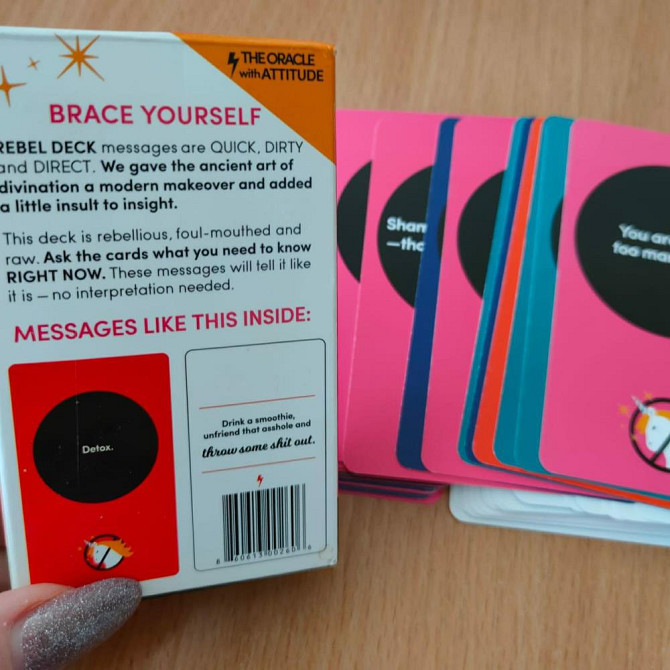 THE ORACLE
with ATTITUDE
BRACE YOURSELF
REBEL DECK messages are QUICK, DIRTY
and DIRECT. We gave the ancient art of
divination a modern makeover and added
a little insult to insight.
This deck is rebellious, foul-mouthed and
raw. Ask the cards what you need to know
RIGHT NOW. These messages will tell it like
it is — no interpretation needed.
MESSAGES LIKE THIS INSIDE:
Detox.
Drink a smoothie,
unfriend that asshole and
throw some shit out.
Sham
—tho
You
too